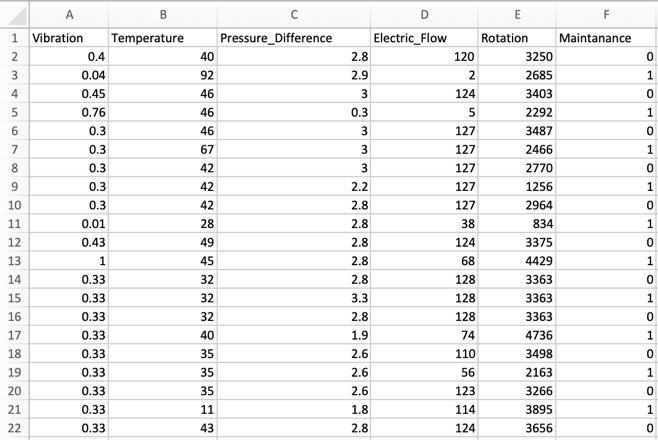 A B C D E F
1 Vibration Temperature Pressure_Difference Electric_Flow Rotation Maintanance
2 0.4 40 2.8 120 3250 0
3 0.04 92 2.9 2 2685 1
4 0.45 46 3 124 3403 0
5 0.76 46 0.3 5 2292 1
6 0.3 46 3 127 3487 0
7 0.3 67 3 127 2466 1
8 0.3 42 3 127 2770 0
9 0.3 42 2.2 127 1256 1
10 0.3 42 2.8 127 2964 0
11 0.01 28 2.8 38 834 1
12 0.43 49 2.8 124 3375 0
13 1 45 2.8 68 4429 1
14 0.33 32 2.8 128 3363 0
15 0.33 32 3.3 128 3363 1
16 0.33 32 2.8 128 3363 0
17 0.33 40 1.9 74 4736 1
18 0.33 35 2.6 110 3498 0
19 0.33 35 2.6 56 2163 1
20 0.33 35 2.6 123 3266 0
21 0.33 11 1.8 114 3895 1
22 0.33 43 2.8 124 3656 0